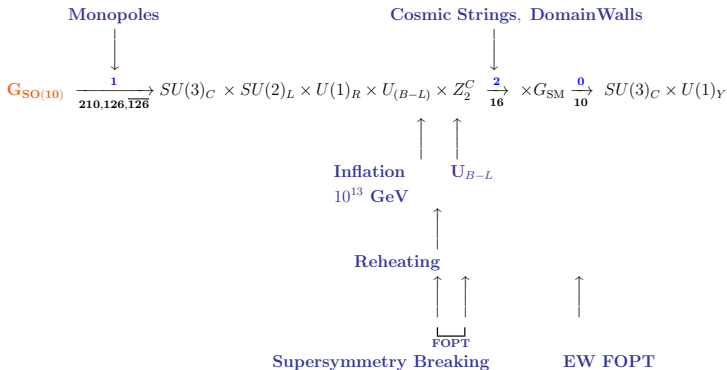 Monopoles Cosmic Strings, DomainWalls
1 2 0
G_SO(10) → SU(3)_C × SU(2)_L × U(1)_R × U_(B−L) × Z_2^C → ×G_SM → SU(3)_C × U(1)_Y
210,126,\overline{126} 16 10
Inflation U_{B−L}
10^13 GeV
Reheating
FOPT
Supersymmetry Breaking EW FOPT